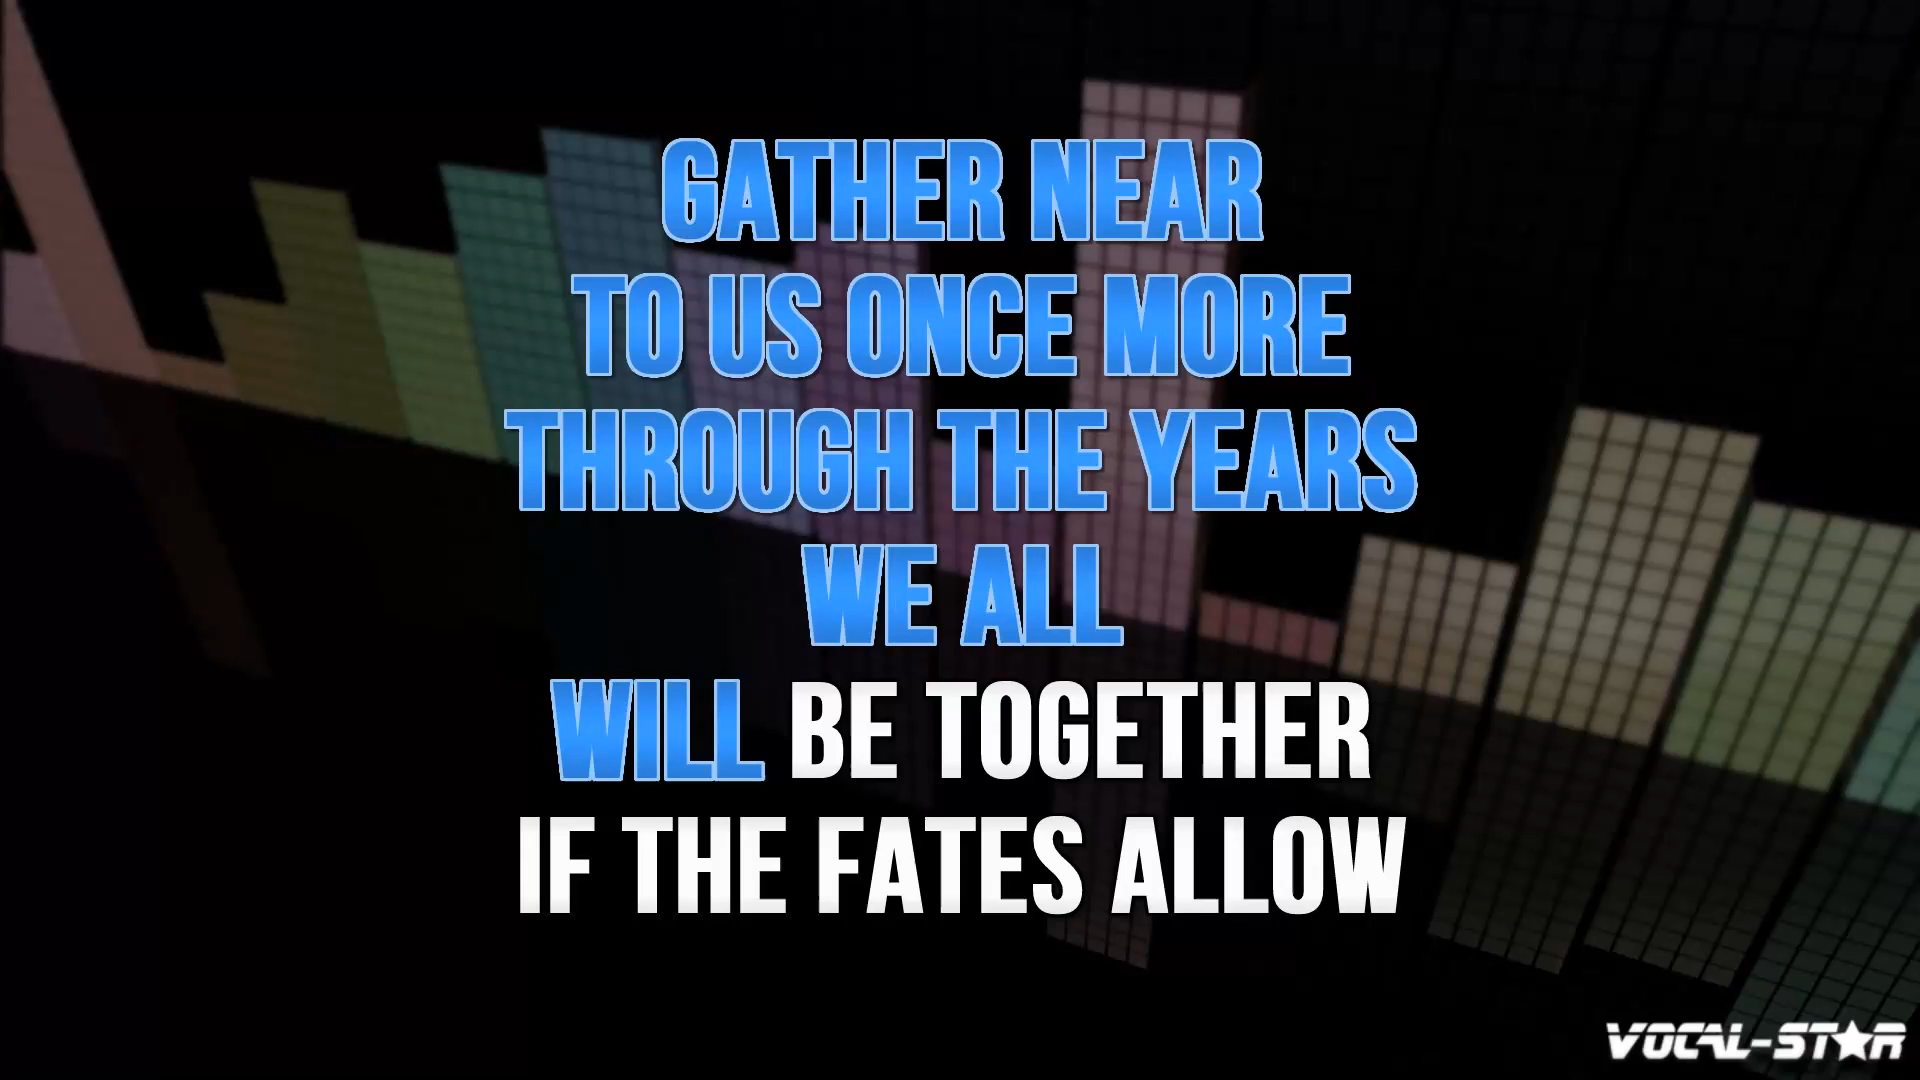 GATHER NEAR
TO US ONCE MORE
THROUGH THE YEARS
WE ALL
WILL BE TOGETHER
IF THE FATES ALLOW
VOCAL-STAR